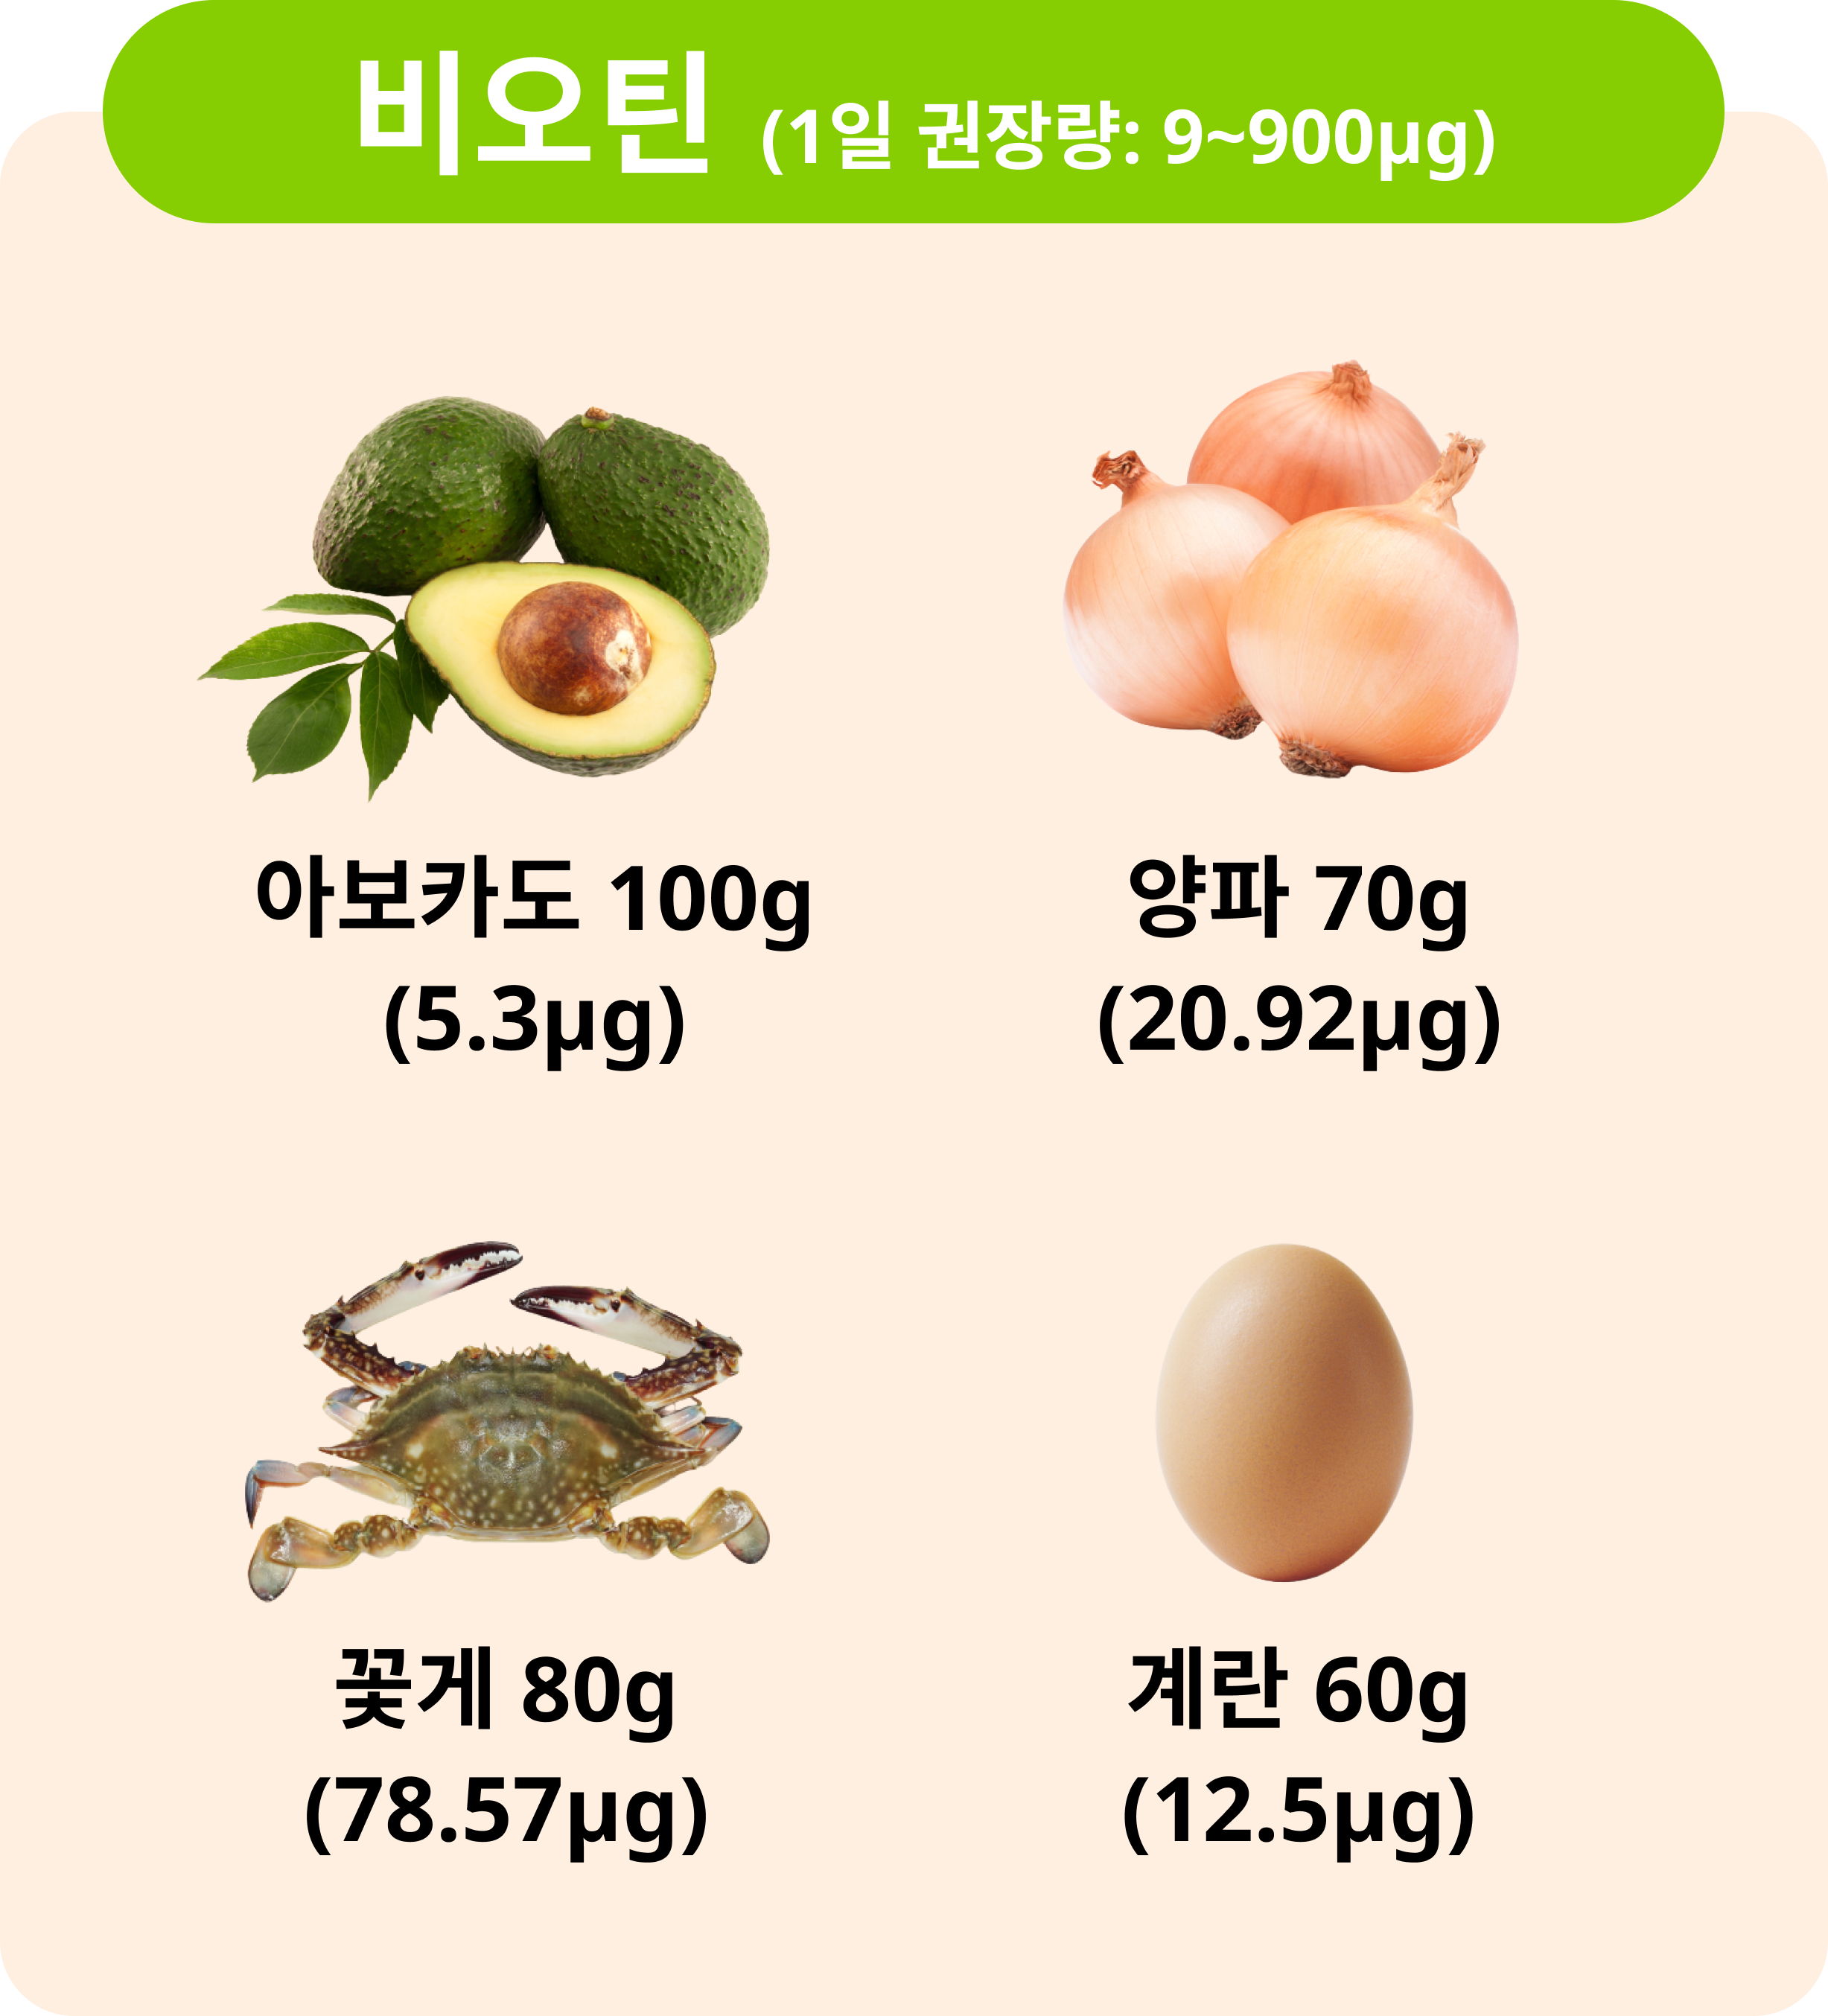 비오틴 (1일 권장량: 9~900μg)
아보카도 100g
(5.3μg)
양파 70g
(20.92μg)
꽃게 80g
(78.57μg)
계란 60g
(12.5μg)